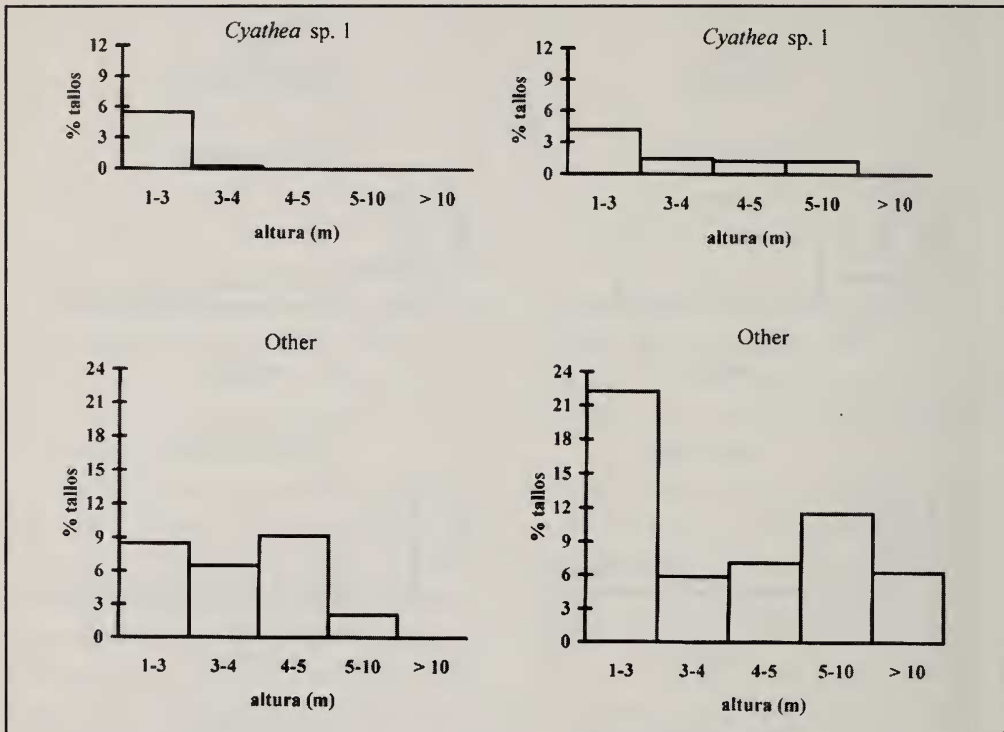 Cyathea sp. 1
12
9
6
3
0
% tallos
1-3 3-4 4-5 5-10 > 10
altura (m)
Cyathea sp. 1
12
9
6
3
0
% tallos
1-3 3-4 4-5 5-10 > 10
altura (m)
Other
24
21
18
15
12
9
6
3
0
% tallos
1-3 3-4 4-5 5-10 > 10
altura (m)
Other
24
21
18
15
12
9
6
3
0
% tallos
1-3 3-4 4-5 5-10 > 10
altura (m)